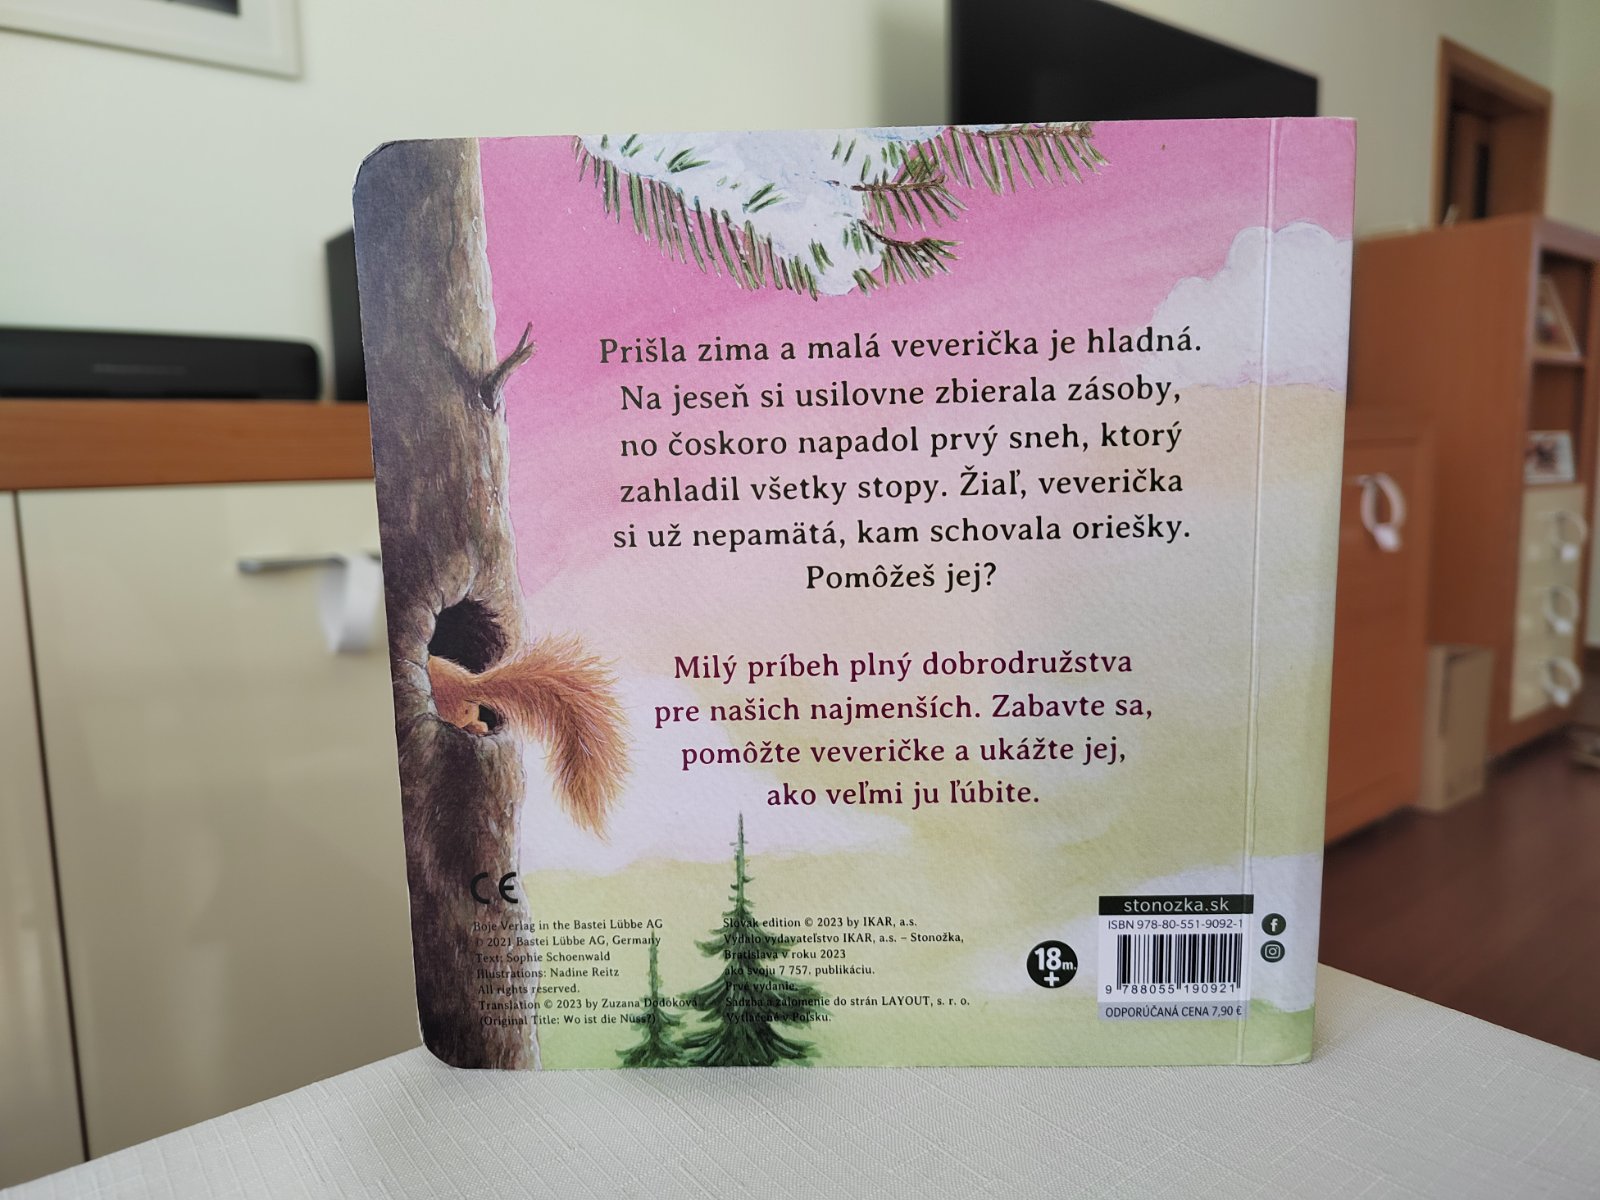 Prišla zima a malá veverička je hladná.
Na jeseň si usilovne zbierala zásoby,
no čoskoro napadol prvý sneh, ktorý
zahladil všetky stopy. Žiaľ, veverička
si už nepamätá, kam schovala oriešky.
Pomôžeš jej?
Milý príbeh plný dobrodružstva
pre našich najmenších. Zabavte sa,
pomôžte veveričke a ukážte jej,
ako veľmi ju ľúbite.
CE
Boje Verlag in the Bastei Lübbe AG
© 2021 Bastei Lübbe AG, Germany
Text: Sophie Schoenwald
Illustrations: Nadine Reitz
All rights reserved.
Translation © 2023 by Zuzana Dodóková
(Original Title: Wo ist die Nuss?)
Slovak edition © 2023 by IKAR, a.s.
Vydalo vydavateľstvo IKAR, a.s. – Stonožka,
Bratislava v roku 2023
ako svoju 7 757. publikáciu.
Prvé vydanie.
Sadzba a zalomenie do strán LAYOUT, s. r. o.
Vytlačené v Poľsku.
18m.
+
stonozka.sk
ISBN 978-80-551-9092-1
9 788055 190921
ODPORÚČANÁ CENA 7,90 €